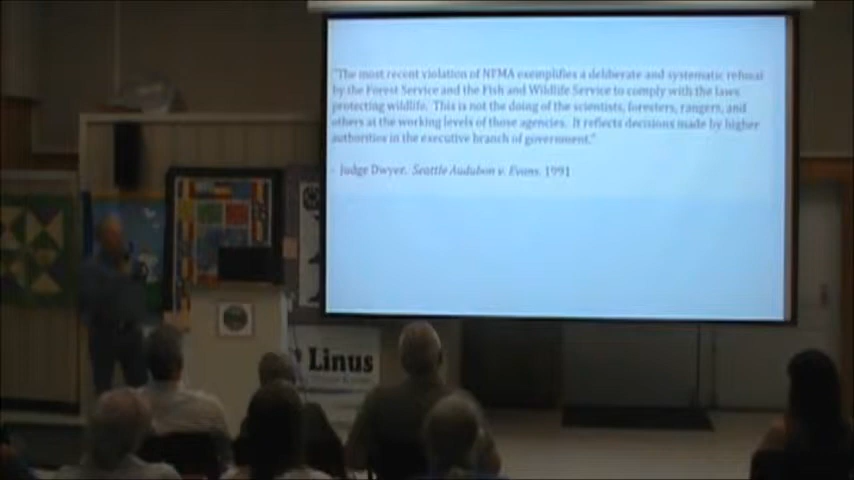 "The most recent violation of NFMA exemplifies a deliberate and systematic refusal
by the Forest Service and the Fish and Wildlife Service to comply with the laws
protecting wildlife. This is not the doing of the scientists, foresters, rangers, and
others at the working levels of those agencies. It reflects decisions made by higher
authorities in the executive branch of government."
- Judge Dwyer. Seattle Audubon v. Evans. 1991
Linus